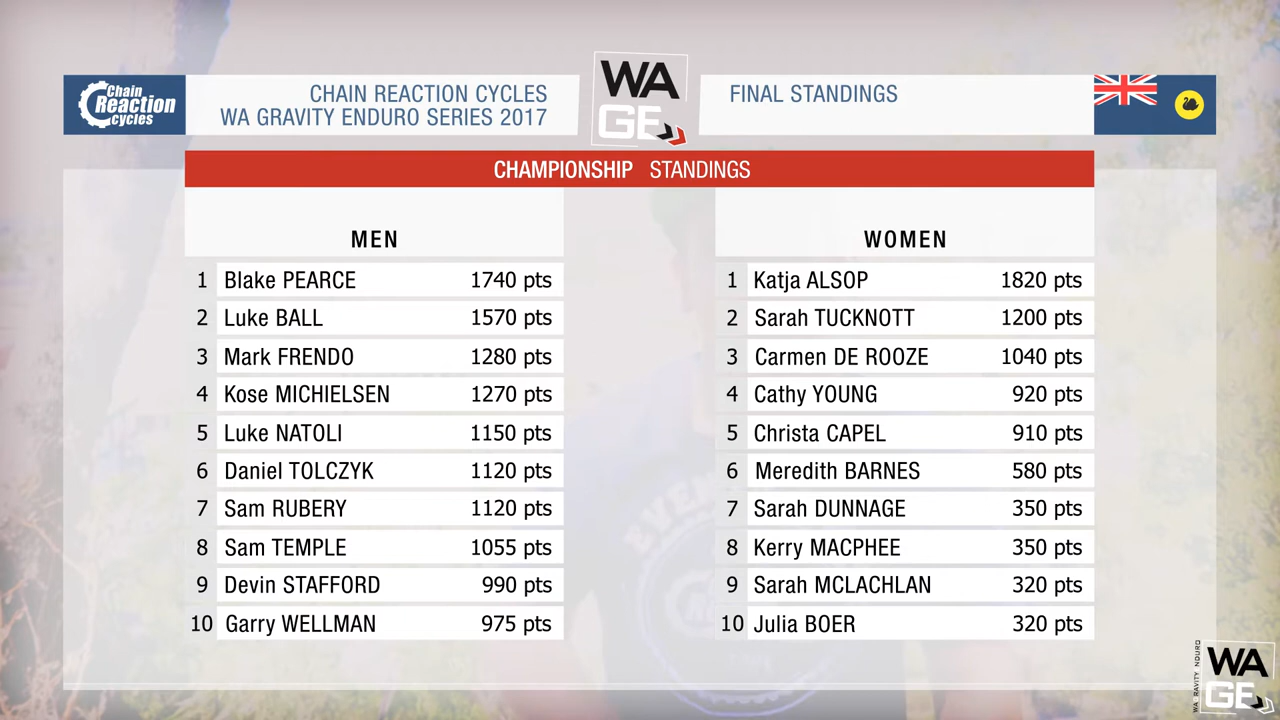 Chain
Reaction
cycles
CHAIN REACTION CYCLES
WA GRAVITY ENDURO SERIES 2017
WA
GE
FINAL STANDINGS
CHAMPIONSHIP STANDINGS
MEN
1 Blake PEARCE 1740 pts
2 Luke BALL 1570 pts
3 Mark FRENDO 1280 pts
4 Kose MICHIELSEN 1270 pts
5 Luke NATOLI 1150 pts
6 Daniel TOLCZYK 1120 pts
7 Sam RUBERY 1120 pts
8 Sam TEMPLE 1055 pts
9 Devin STAFFORD 990 pts
10 Garry WELLMAN 975 pts
WOMEN
1 Katja ALSOP 1820 pts
2 Sarah TUCKNOTT 1200 pts
3 Carmen DE ROOZE 1040 pts
4 Cathy YOUNG 920 pts
5 Christa CAPEL 910 pts
6 Meredith BARNES 580 pts
7 Sarah DUNNAGE 350 pts
8 Kerry MACPHEE 350 pts
9 Sarah MCLACHLAN 320 pts
10 Julia BOER 320 pts
WA
GE